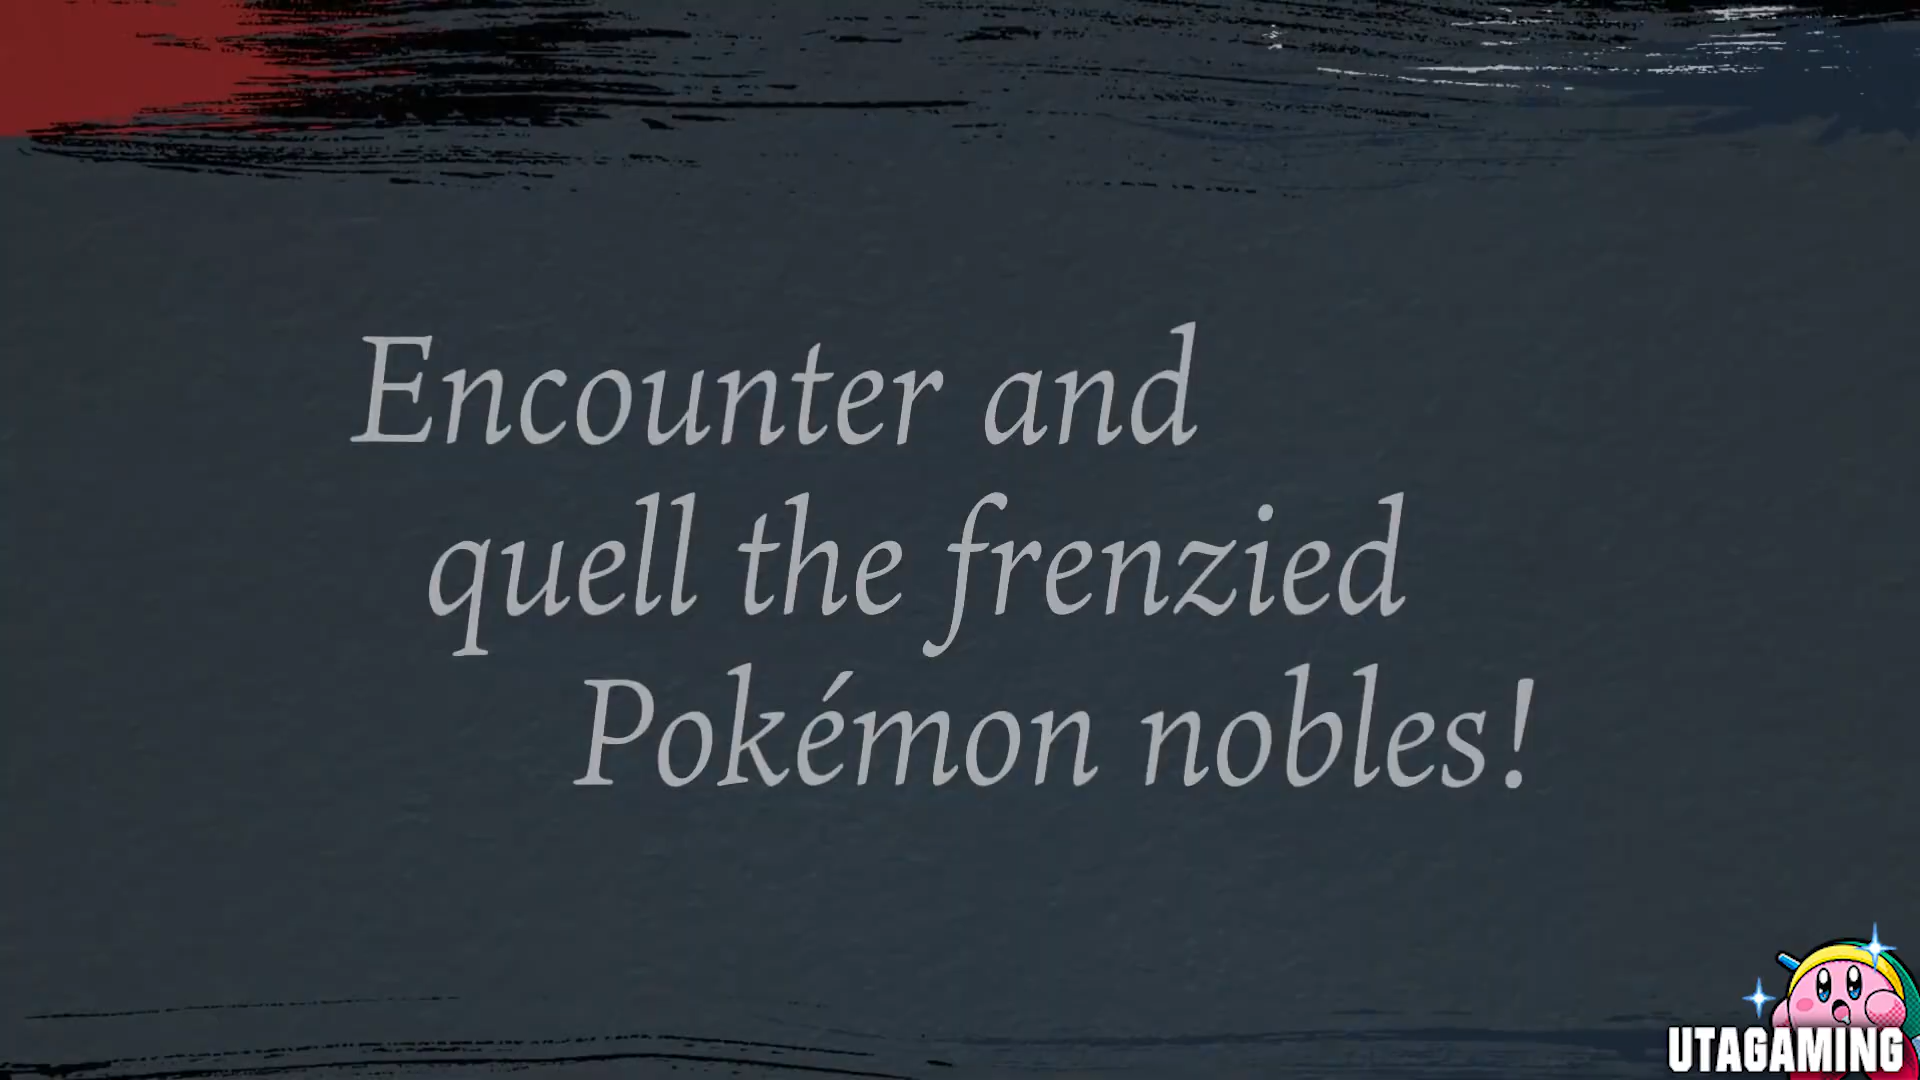 Encounter and
quell the frenzied
Pokémon nobles!
UTAGAMING